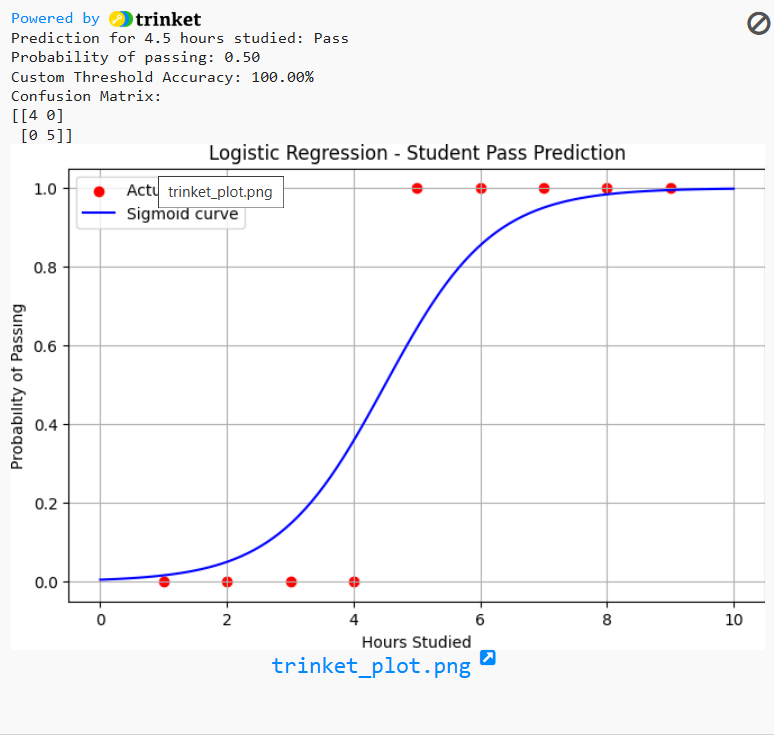 Powered by trinket
Prediction for 4.5 hours studied: Pass
Probability of passing: 0.50
Custom Threshold Accuracy: 100.00%
Confusion Matrix:
[[4 0]
 [0 5]]
Logistic Regression - Student Pass Prediction
Actu
trinket_plot.png
Sigmoid curve
1.0
0.8
0.6
0.4
0.2
0.0
Probability of Passing
0 2 4 6 8 10
Hours Studied
trinket_plot.png